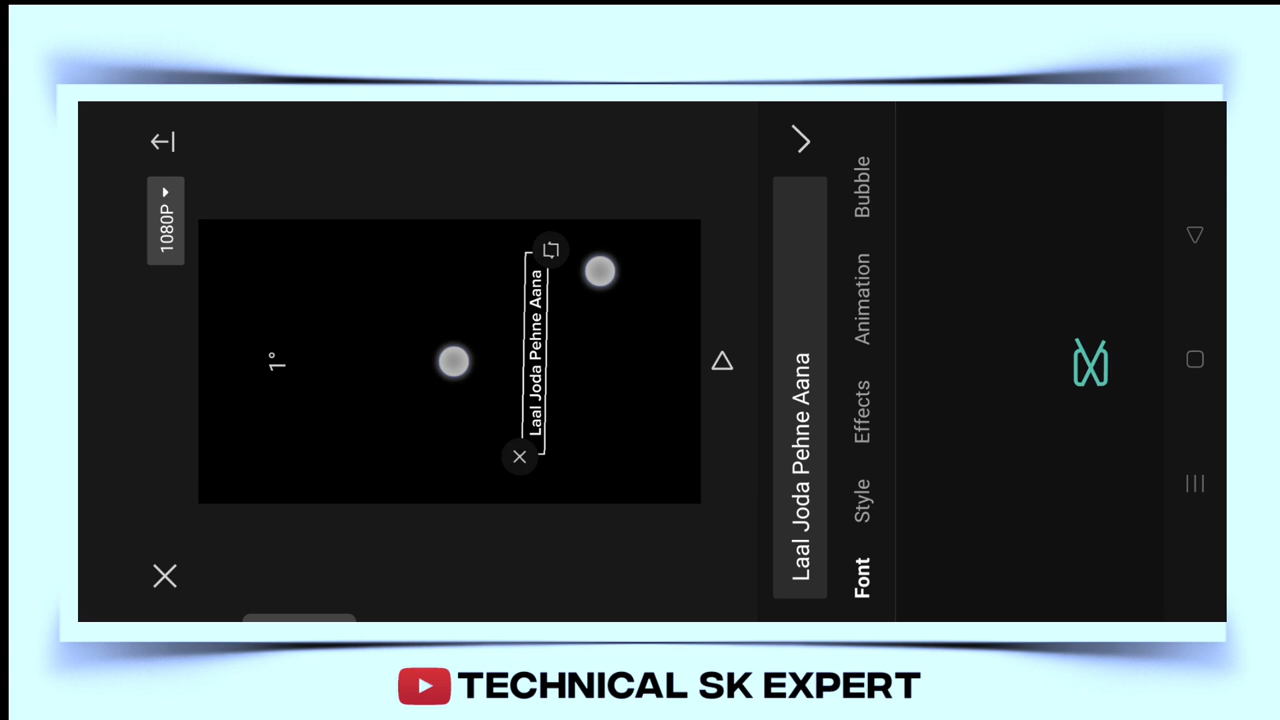 1080P
1°
Laal Joda Pehne Aana
Laal Joda Pehne Aana
Font Style Effects Animation Bubble
TECHNICAL SK EXPERT